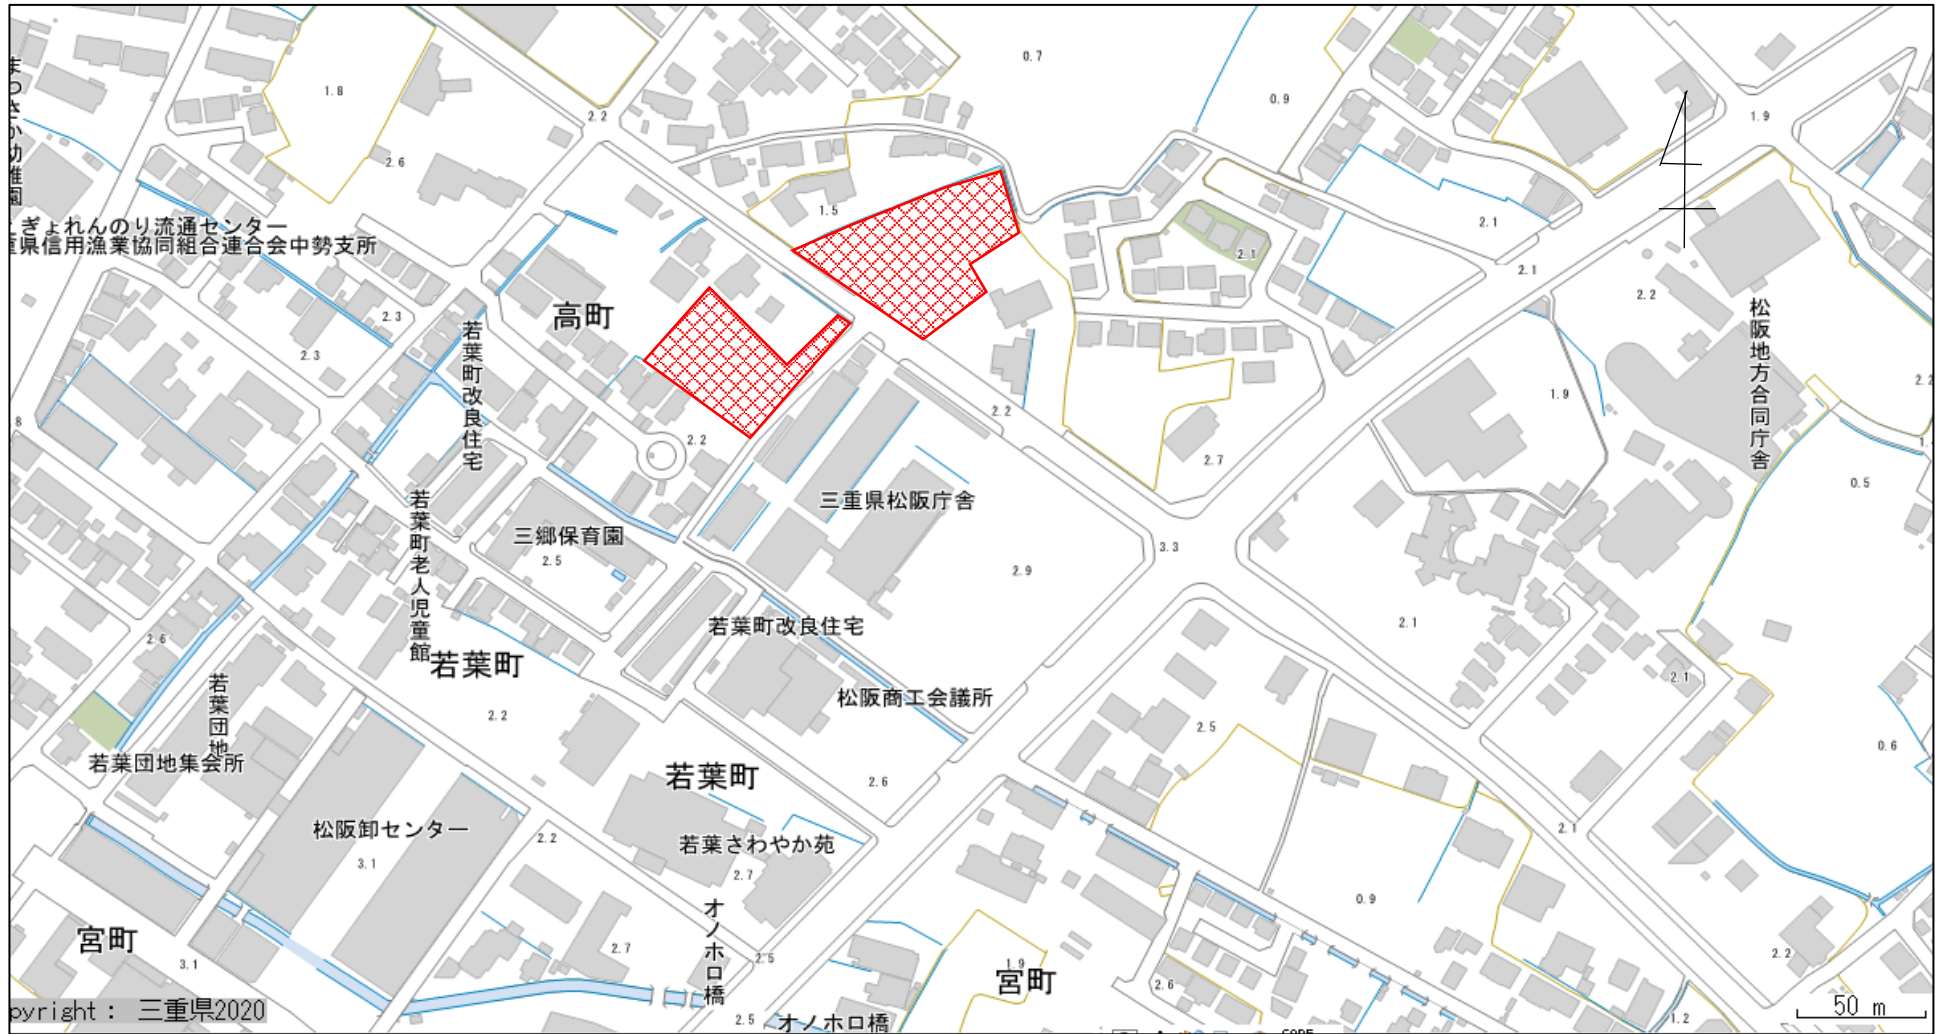 0.7
1.8
0.9
2.2
1.9
まつさか幼稚園
2.6
1.5
2.1
ぎょれんのり流通センター
県信用漁業協同組合連合会中勢支所
2.1
2.1
2.2
高町
2.3
若葉町改良住宅
2.3
松阪地方合同庁舎
2.2
1.9
2.2
8
2.2
2.7
0.5
若葉町老人児童館
三重県松阪庁舎
三郷保育園
2.5
3.3
2.9
若葉町改良住宅
2.1
2.6
若葉町
2.1
若葉団地
松阪商工会議所
2.2
2.5
0.6
若葉団地集会所
若葉町
2.6
松阪卸センター
2.2
2.1
若葉さわやか苑
3.1
2.7
0.9
オノホロ橋
宮町
2.7
2.5
2.2
3.1
1.9
宮町
2.6
pyright : 三重県2020
2.5
オノホロ橋
1.2
50 m